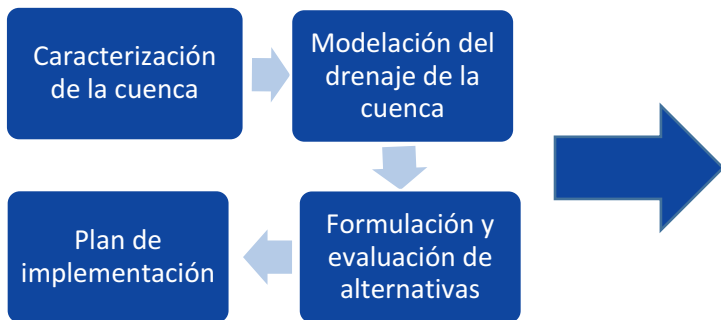 Caracterización
de la cuenca
Modelación del
drenaje de la
cuenca
Formulación y
evaluación de
alternativas
Plan de
implementación